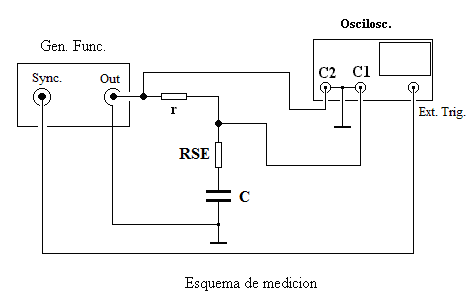 Oscilosc.
Gen. Func.
Sync.
Out
C2
C1
r
Ext. Trig.
RSE
C
Esquema de medicion